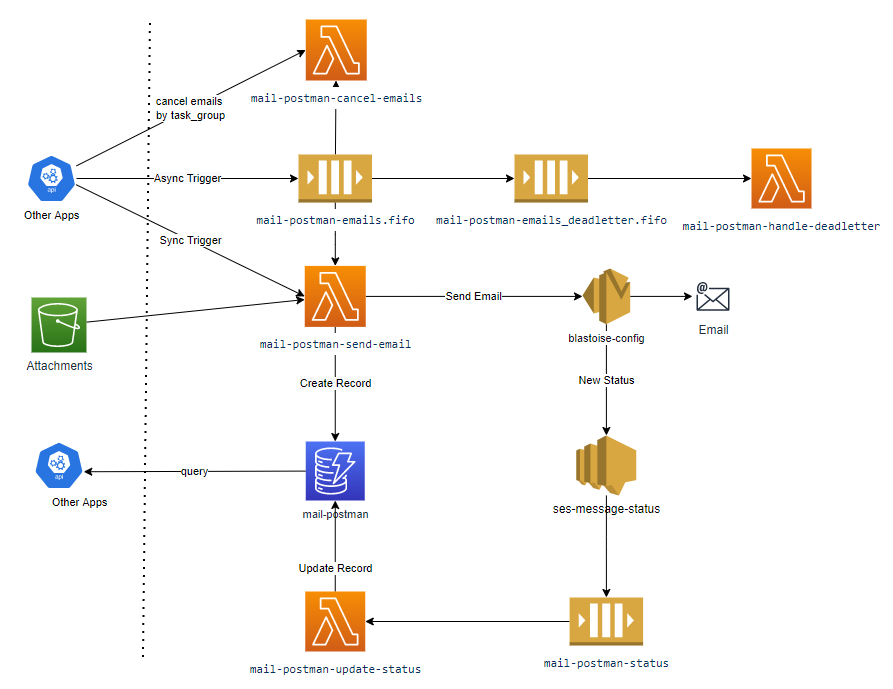 cancel emails
by task_group
mail-postman-cancel-emails
api
Other Apps
Async Trigger
mail-postman-emails.fifo
mail-postman-emails_deadletter.fifo
mail-postman-handle-deadletter
Sync Trigger
Send Email
@
Email
blastoise-config
Attachments
mail-postman-send-email
Create Record
New Status
api
Other Apps
query
mail-postman
ses-message-status
Update Record
mail-postman-update-status
mail-postman-status